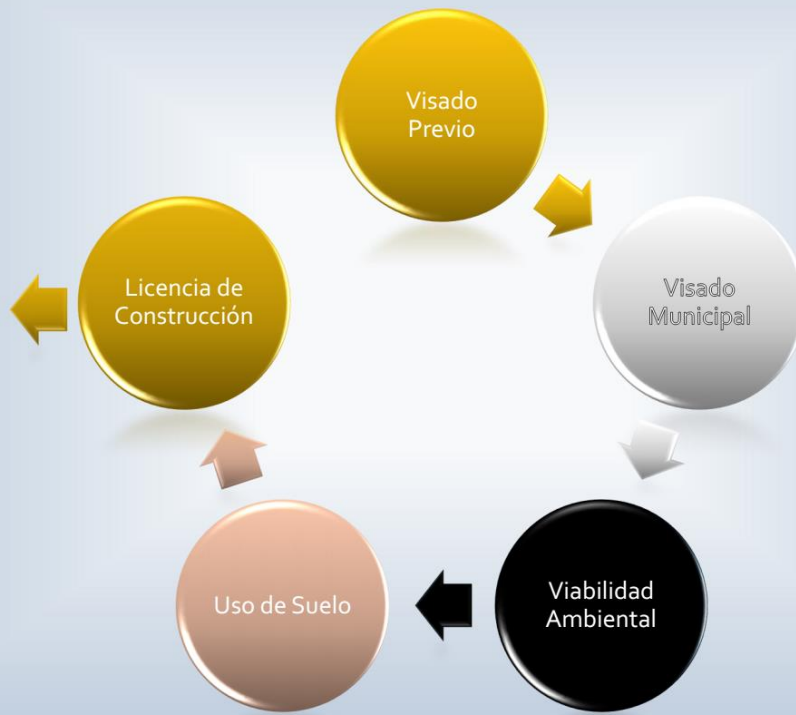 Visado
Previo
Visado
Municipal
Viabilidad
Ambiental
Uso de Suelo
Licencia de
Construcción